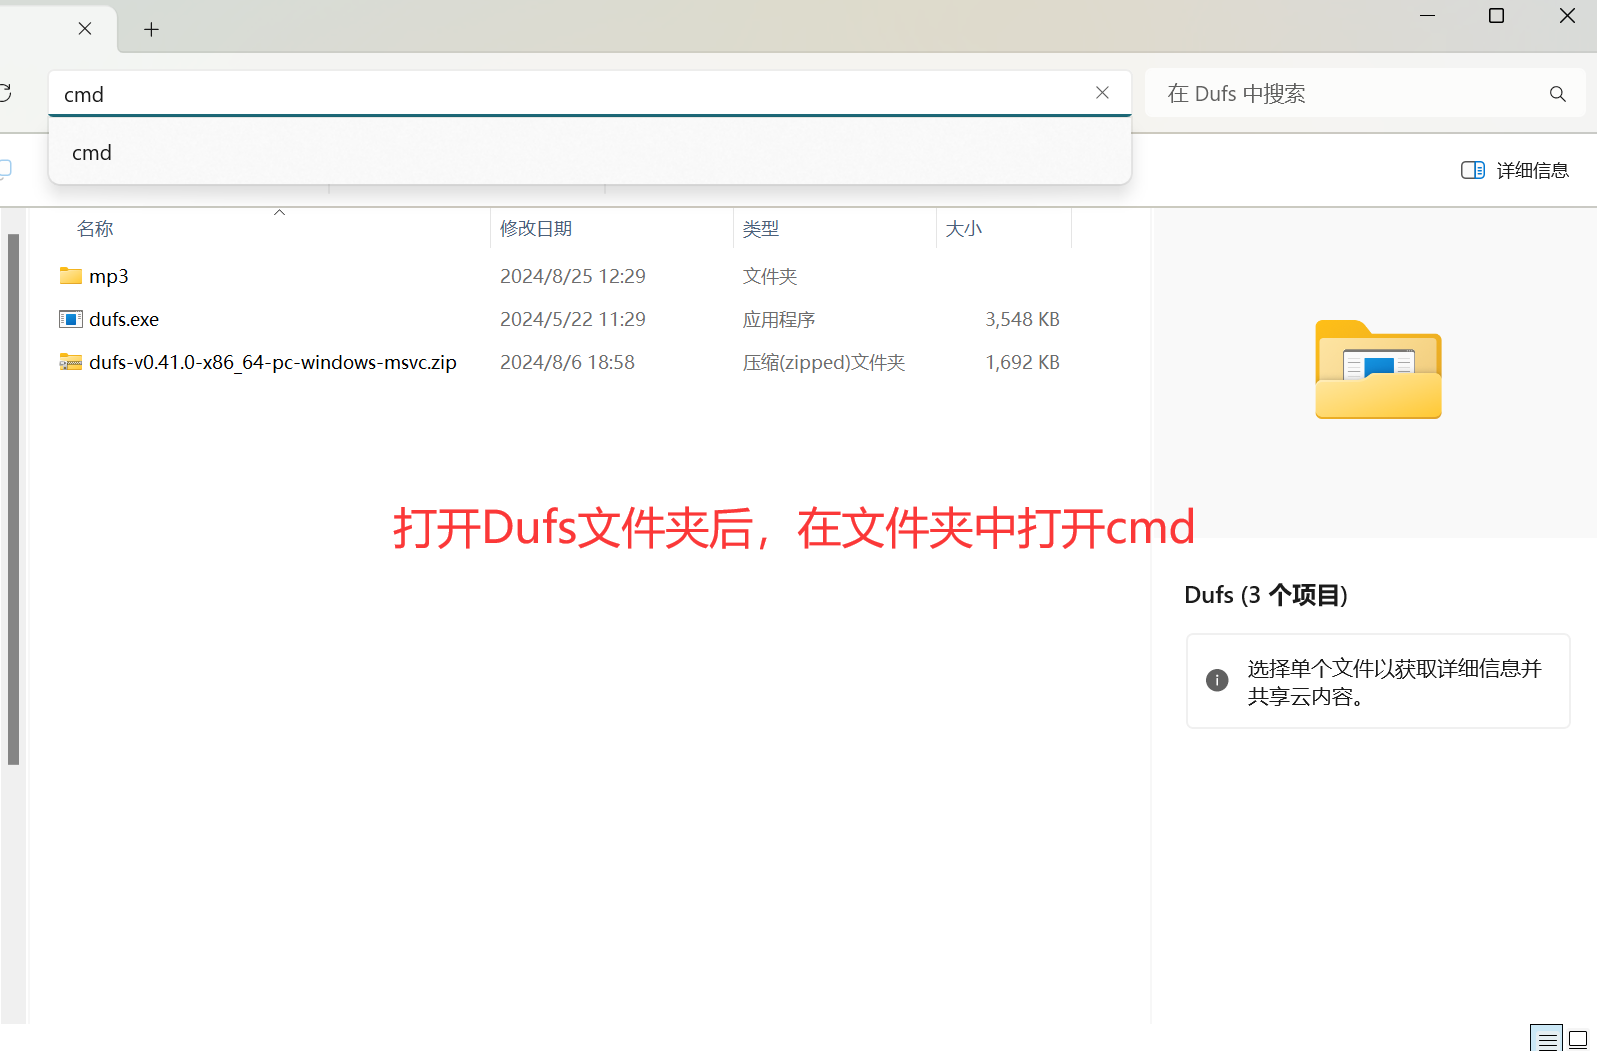 cmd
在 Dufs 中搜索
cmd
详细信息
名称 修改日期 类型 大小
mp3 2024/8/25 12:29 文件夹
dufs.exe 2024/5/22 11:29 应用程序 3,548 KB
dufs-v0.41.0-x86_64-pc-windows-msvc.zip 2024/8/6 18:58 压缩(zipped)文件夹 1,692 KB
打开Dufs文件夹后，在文件夹中打开cmd
Dufs (3 个项目)
选择单个文件以获取详细信息并
共享云内容。